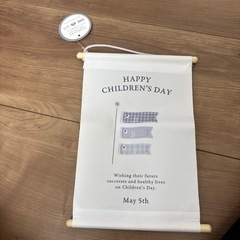 HAPPY
CHILDREN'S DAY
Wishing their future
successes and healthy lives
on Children's Day.
May 5th